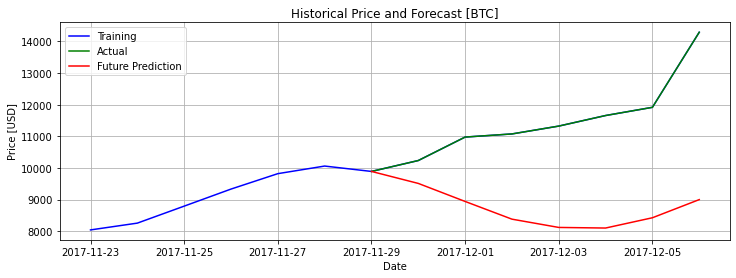 Historical Price and Forecast [BTC]
Training
Actual
Future Prediction
Price [USD]
14000
13000
12000
11000
10000
9000
8000
2017-11-23
2017-11-25
2017-11-27
2017-11-29
2017-12-01
2017-12-03
2017-12-05
Date